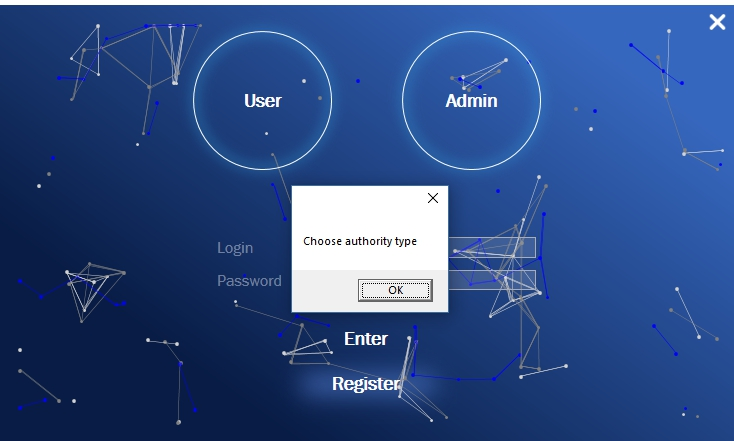 User
Admin
Choose authority type
Login
Password
OK
Enter
Register